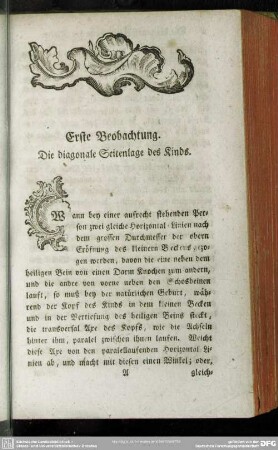 Erste Beobachtung.
Die diagonale Seitenlage des Kinds.
Wann bey einer aufrecht stehenden Per-
son zwei gleiche Horizontal-Linien nach
dem grossen Durchmesser der obern
Eröfnung des kleinern Beckens gezo-
gen werden, davon die eine neben dem
heiligen Bein von einen Darm Knochen zum andern,
und die andre von vorne neben den Schosbeinen
lauft, so muß bey der natürlichen Geburt, wäh-
rend der Kopf des Kinds in dem kleinen Becken
und in der Vertiefung des heiligen Beins steckt,
die transversal Axe des Kopfs, wie die Achseln
hinter ihm, paralel zwischen ihnen laufen. Weicht
diese Axe von den parallellaufenden Horizontal Li-
nien ab, und macht mit diesen einen Winkel; oder,
A gleich-